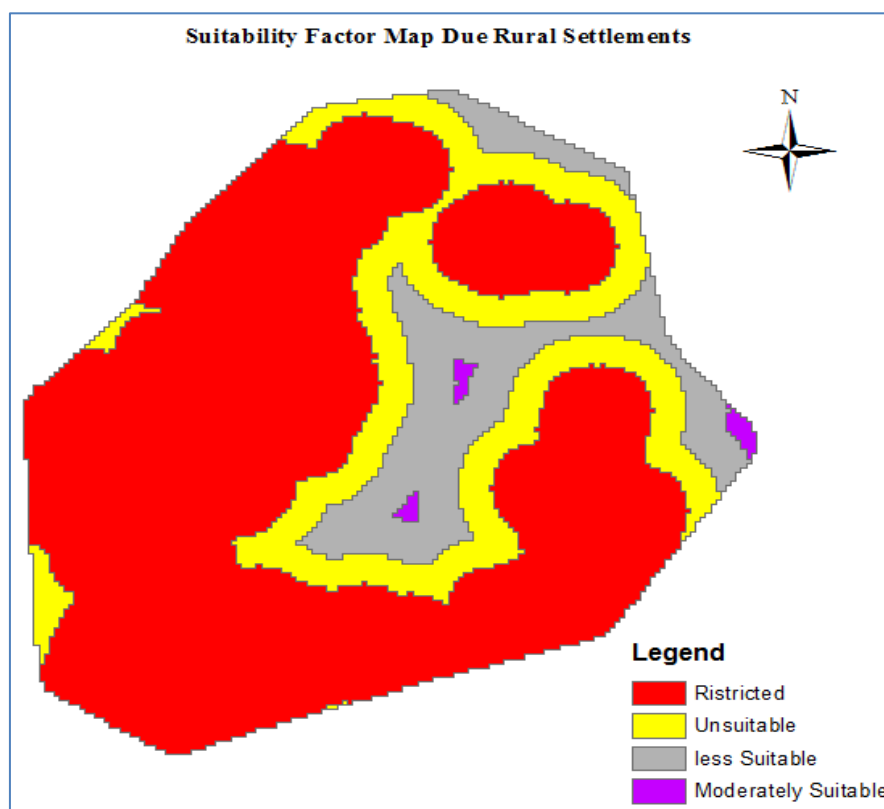 Suitability Factor Map Due Rural Settlements
N
Legend
Ristricted
Unsuitable
less Suitable
Moderately Suitable